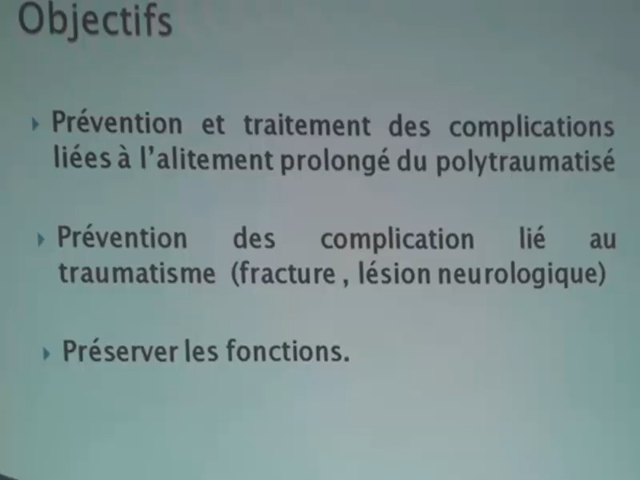 Objectifs
Prévention et traitement des complications
liées à l'alitement prolongé du polytraumatisé
Prévention des complication lié au
traumatisme (fracture , lésion neurologique)
Préserver les fonctions.